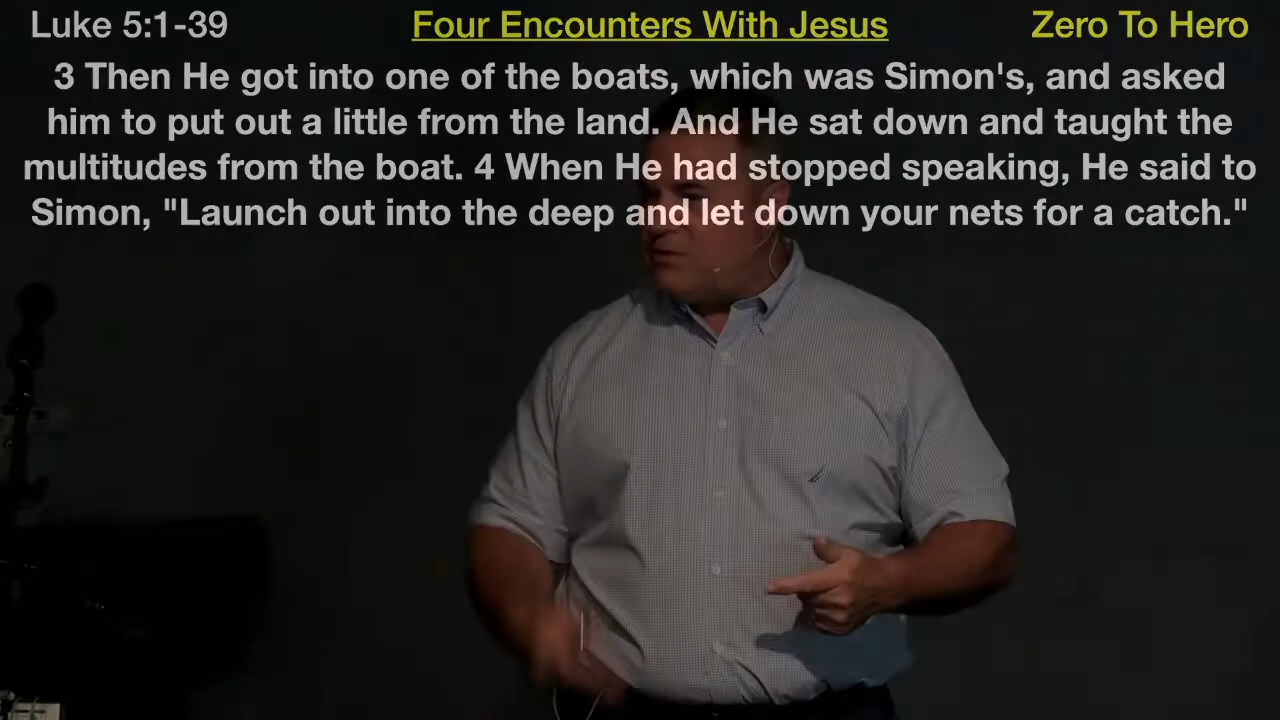 Luke 5:1-39 Four Encounters With Jesus Zero To Hero
3 Then He got into one of the boats, which was Simon's, and asked
him to put out a little from the land. And He sat down and taught the
multitudes from the boat. 4 When He had stopped speaking, He said to
Simon, "Launch out into the deep and let down your nets for a catch."